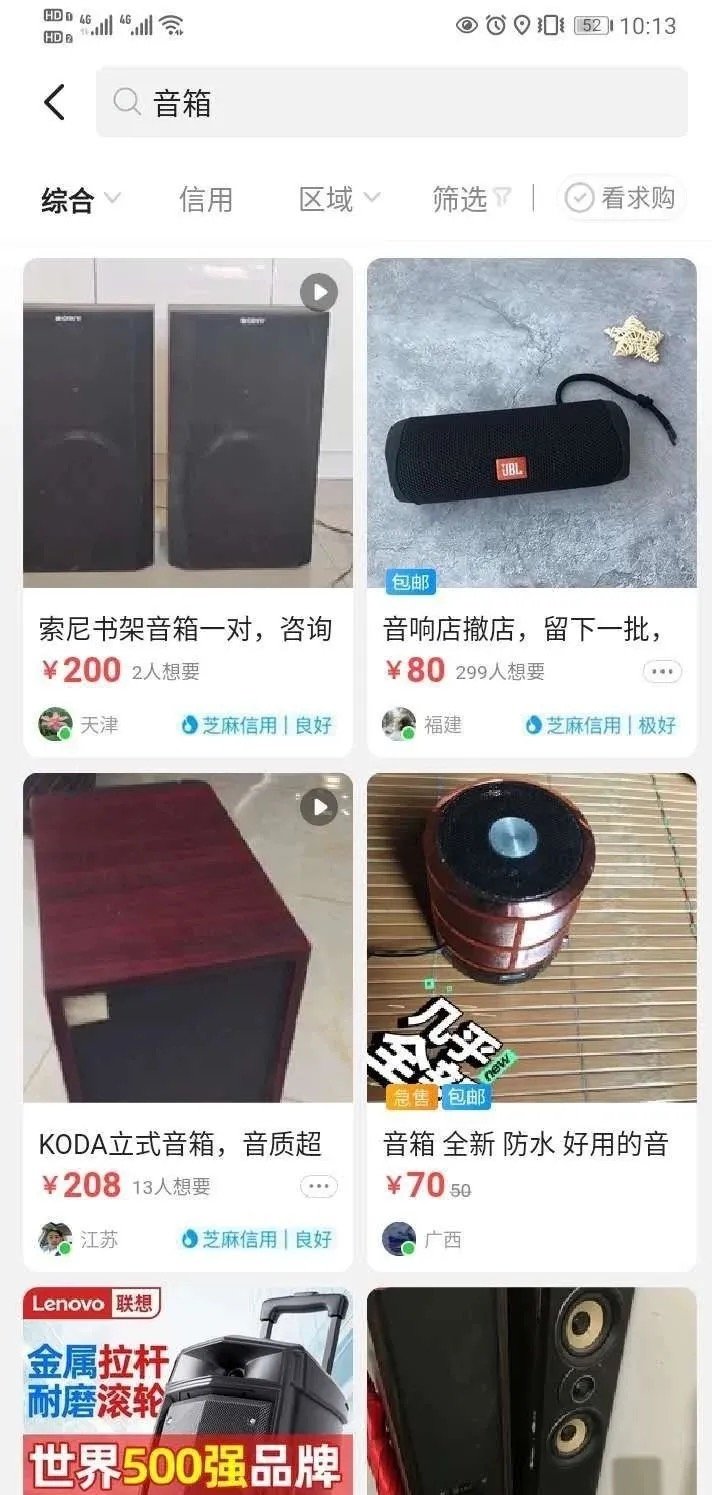 HD 1 4G 4G 52 10:13
HD 2
音箱
综合 信用 区域 筛选 看求购
SONY SONY
JBL
包邮
索尼书架音箱一对，咨询
¥200 2人想要
天津 芝麻信用 | 良好
音响店撤店，留下一批，
¥80 299人想要
福建 芝麻信用 | 极好
几乎
全新
new
急售 包邮
KODA立式音箱，音质超
¥208 13人想要
江苏 芝麻信用 | 良好
音箱 全新 防水 好用的音
¥70 50
广西
Lenovo 联想
金属拉杆
耐磨滚轮
世界500强品牌